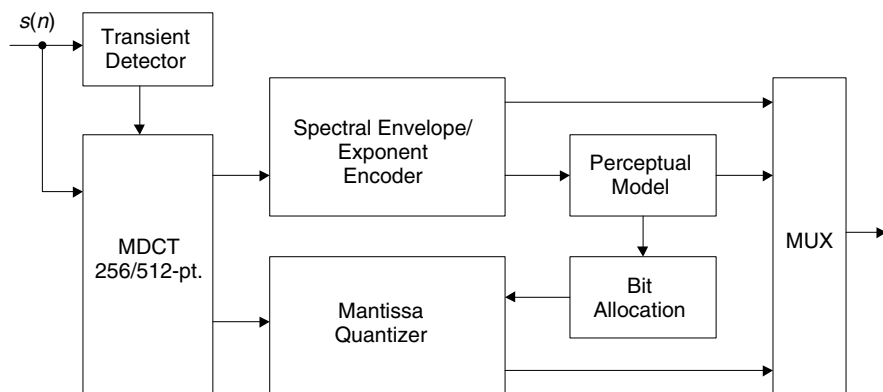 s(n)
Transient
Detector
Spectral Envelope/
Exponent
Encoder
Perceptual
Model
MDCT
256/512-pt.
MUX
Mantissa
Quantizer
Bit
Allocation